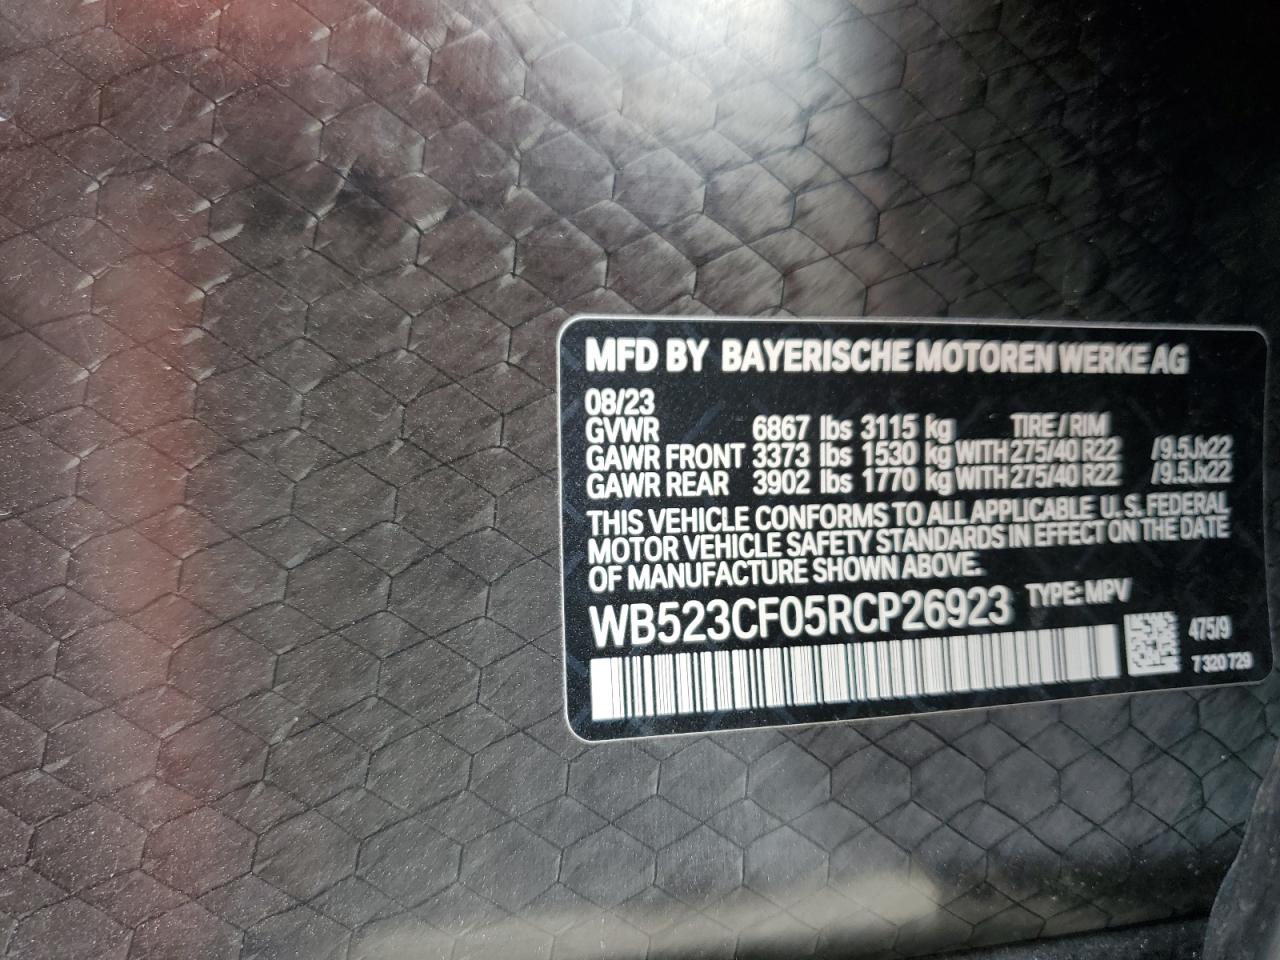 MFD BY BAYERISCHE MOTOREN WERKE AG
08/23
GVWR 6867 lbs 3115 kg TIRE / RIM
GAWR FRONT 3373 lbs 1530 kg WITH 275/40 R22 /9.5Jx22
GAWR REAR 3902 lbs 1770 kg WITH 275/40 R22 /9.5Jx22
THIS VEHICLE CONFORMS TO ALL APPLICABLE U.S. FEDERAL
MOTOR VEHICLE SAFETY STANDARDS IN EFFECT ON THE DATE
OF MANUFACTURE SHOWN ABOVE.
WB523CF05RCP26923 TYPE: MPV
475/9
7 320 729